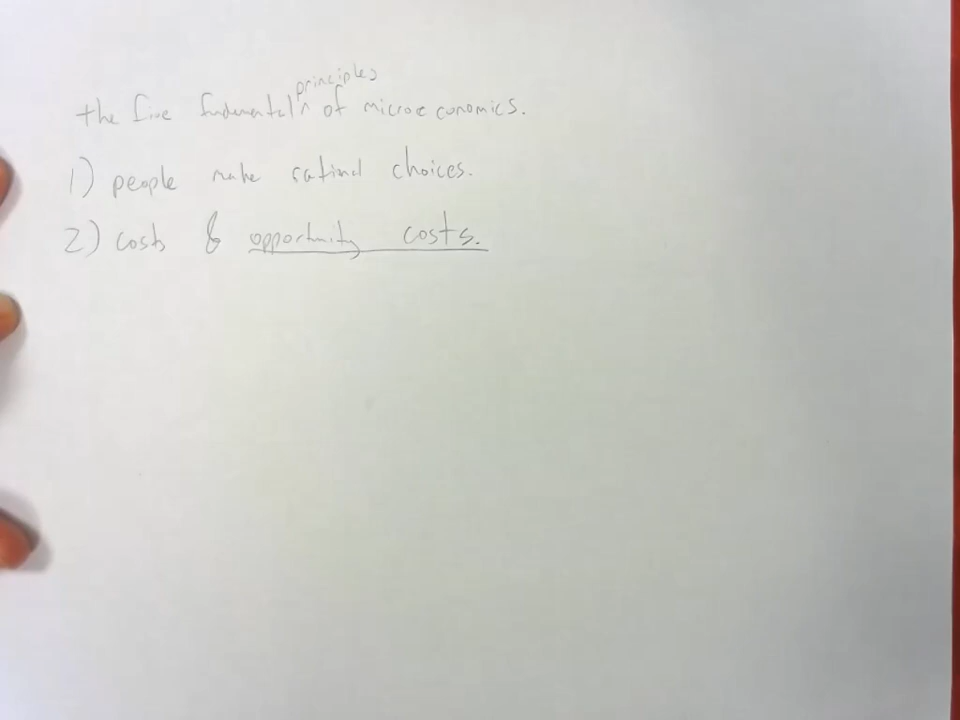 the five fundamental ^ principles of microeconomics.
1) people make rational choices.
2) costs & opportunity costs.